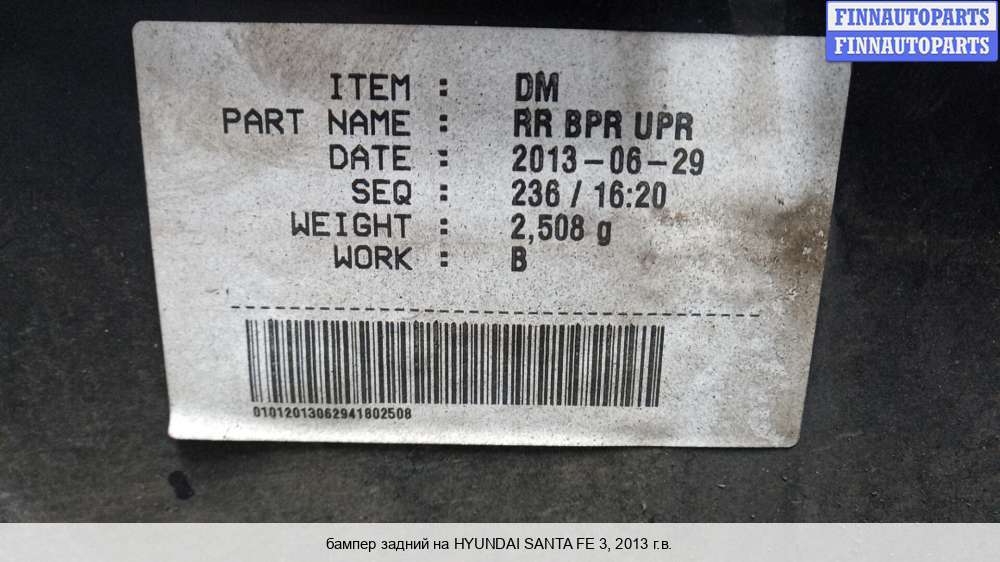 FINNAUTOPARTS
FINNAUTOPARTS
ITEM : DM
PART NAME : RR BPR UPR
DATE : 2013-06-29
SEQ : 236 / 16:20
WEIGHT : 2,508 g
WORK : B
01012013062941802508
бампер задний на HYUNDAI SANTA FE 3, 2013 г.в.